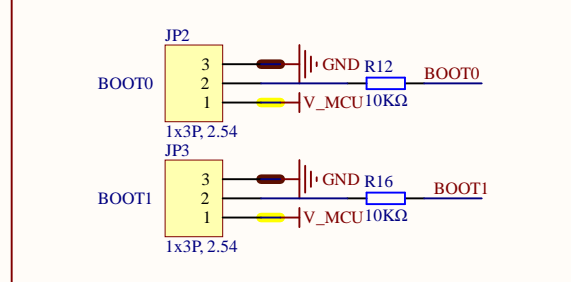 JP2
3 GND R12 BOOT0
BOOT0 2
1 V_MCU 10KΩ
1x3P, 2.54
JP3
3 GND R16 BOOT1
BOOT1 2
1 V_MCU 10KΩ
1x3P, 2.54